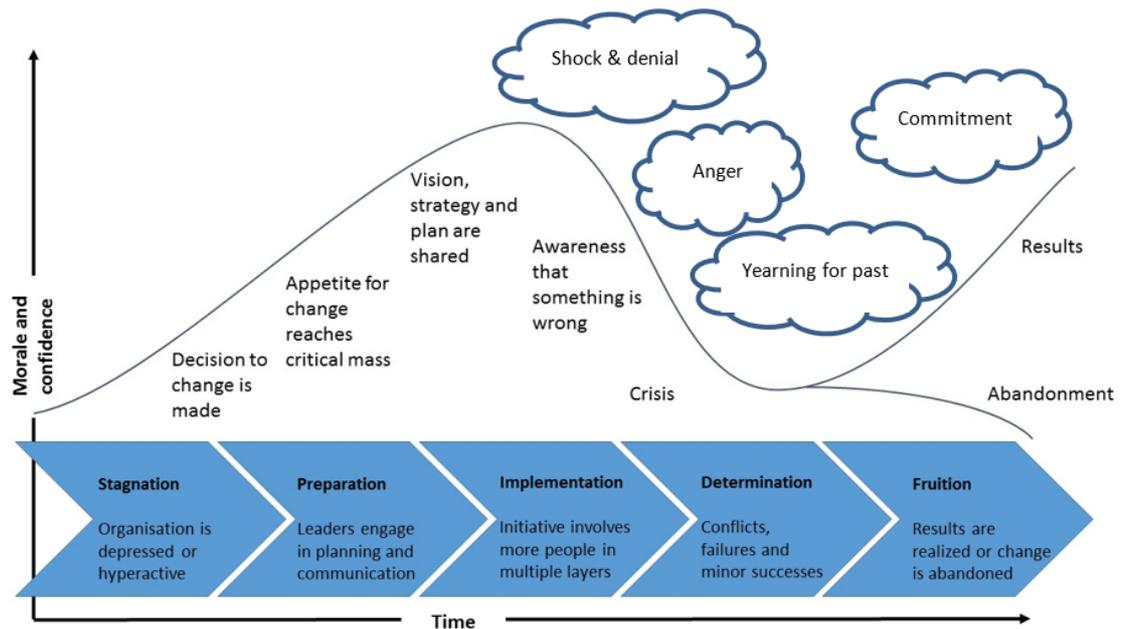 Shock & denial
Commitment
Anger
Vision,
strategy and
plan are
shared
Awareness
that
something is
wrong
Yearning for past
Results
Appetite for
change
reaches
critical mass
Morale and
confidence
Decision to
change is
made
Crisis
Abandonment
Stagnation
Organisation is
depressed or
hyperactive
Preparation
Leaders engage
in planning and
communication
Implementation
Initiative involves
more people in
multiple layers
Determination
Conflicts,
failures and
minor successes
Fruition
Results are
realized or change
is abandoned
Time